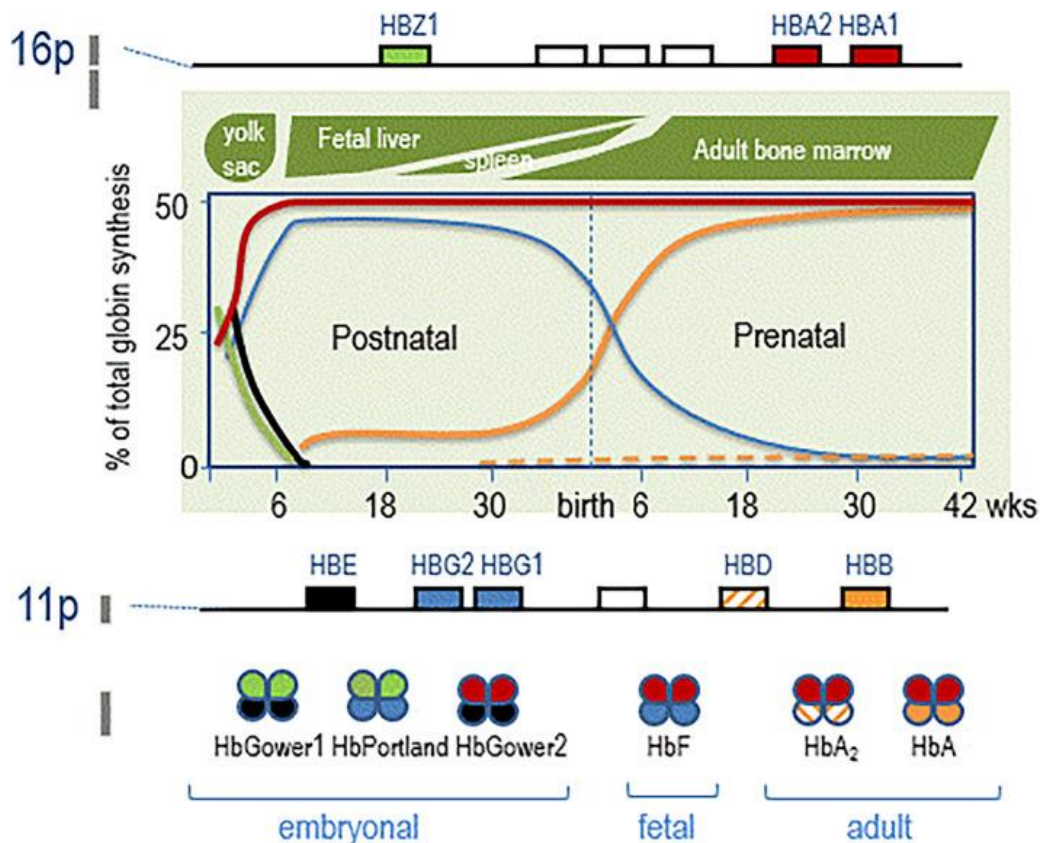 16p
HBZ1
HBA2 HBA1
yolk
sac
Fetal liver
spleen
Adult bone marrow
% of total globin synthesis
50
25
0
Postnatal
Prenatal
6 18 30 birth 6 18 30 42 wks
11p
HBE
HBG2 HBG1
HBD
HBB
HbGower1 HbPortland HbGower2 HbF HbA₂ HbA
embryonal fetal adult